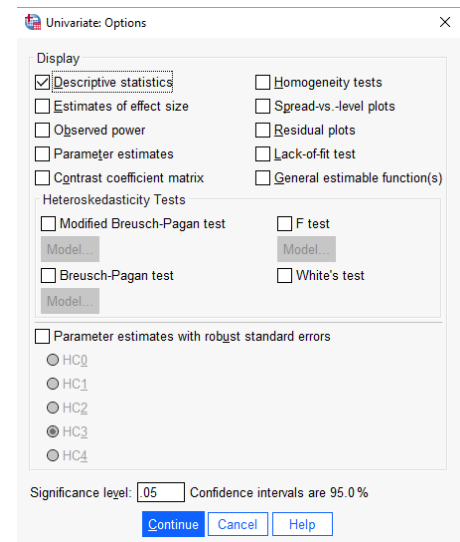 Univariate: Options
Display
Descriptive statistics
Homogeneity tests
Estimates of effect size
Spread-vs.-level plots
Observed power
Residual plots
Parameter estimates
Lack-of-fit test
Contrast coefficient matrix
General estimable function(s)
Heteroskedasticity Tests
Modified Breusch-Pagan test
F test
Model...
Model...
Breusch-Pagan test
White's test
Model...
Parameter estimates with robust standard errors
HC0
HC1
HC2
HC3
HC4
Significance level: .05 Confidence intervals are 95.0 %
Continue Cancel Help